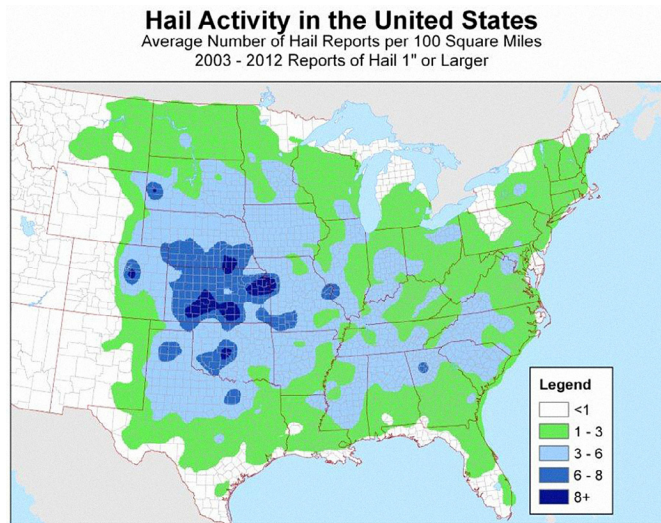 Hail Activity in the United States
Average Number of Hail Reports per 100 Square Miles
2003 - 2012 Reports of Hail 1" or Larger
Legend
<1
1 - 3
3 - 6
6 - 8
8+